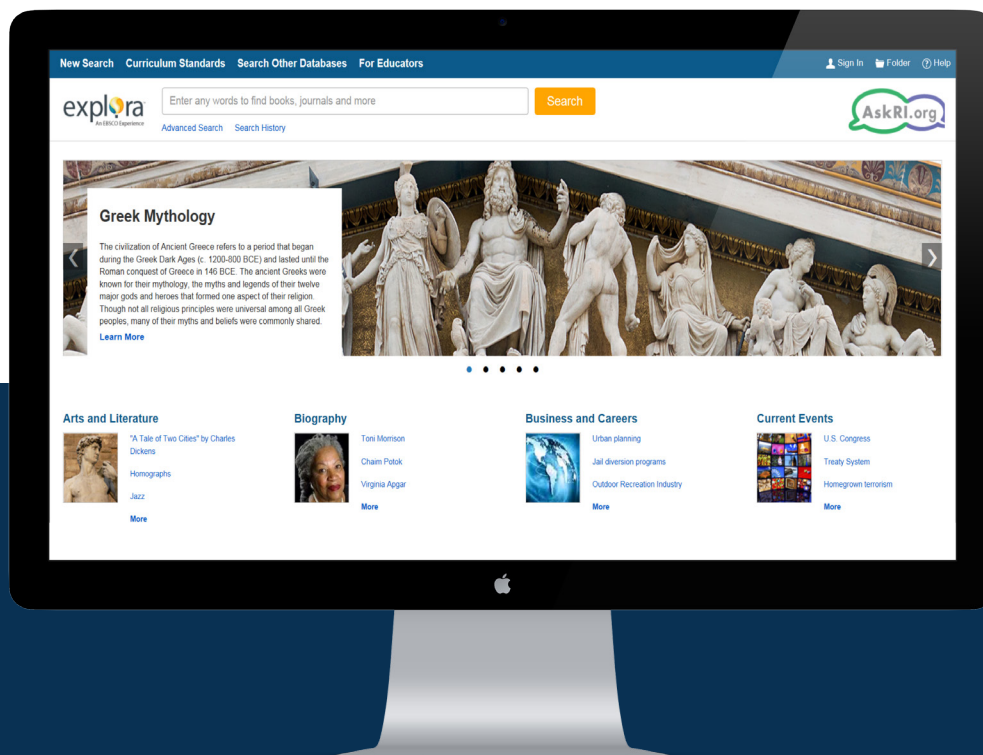 New Search Curriculum Standards Search Other Databases For Educators
Sign In Folder Help
explora
An EBSCO Experience
Enter any words to find books, journals and more
Search
Advanced Search Search History
AskRI.org
Greek Mythology
The civilization of Ancient Greece refers to a period that began
during the Greek Dark Ages (c. 1200-800 BCE) and lasted until the
Roman conquest of Greece in 146 BCE. The ancient Greeks were
known for their mythology, the myths and legends of their twelve
major gods and heroes that formed one aspect of their religion.
Though not all religious principles were universal among all Greek
peoples, many of their myths and beliefs were commonly shared.
Learn More
Arts and Literature
"A Tale of Two Cities" by Charles
Dickens
Homographs
Jazz
More
Biography
Toni Morrison
Chaim Potok
Virginia Apgar
More
Business and Careers
Urban planning
Jail diversion programs
Outdoor Recreation Industry
More
Current Events
U.S. Congress
Treaty System
Homegrown terrorism
More